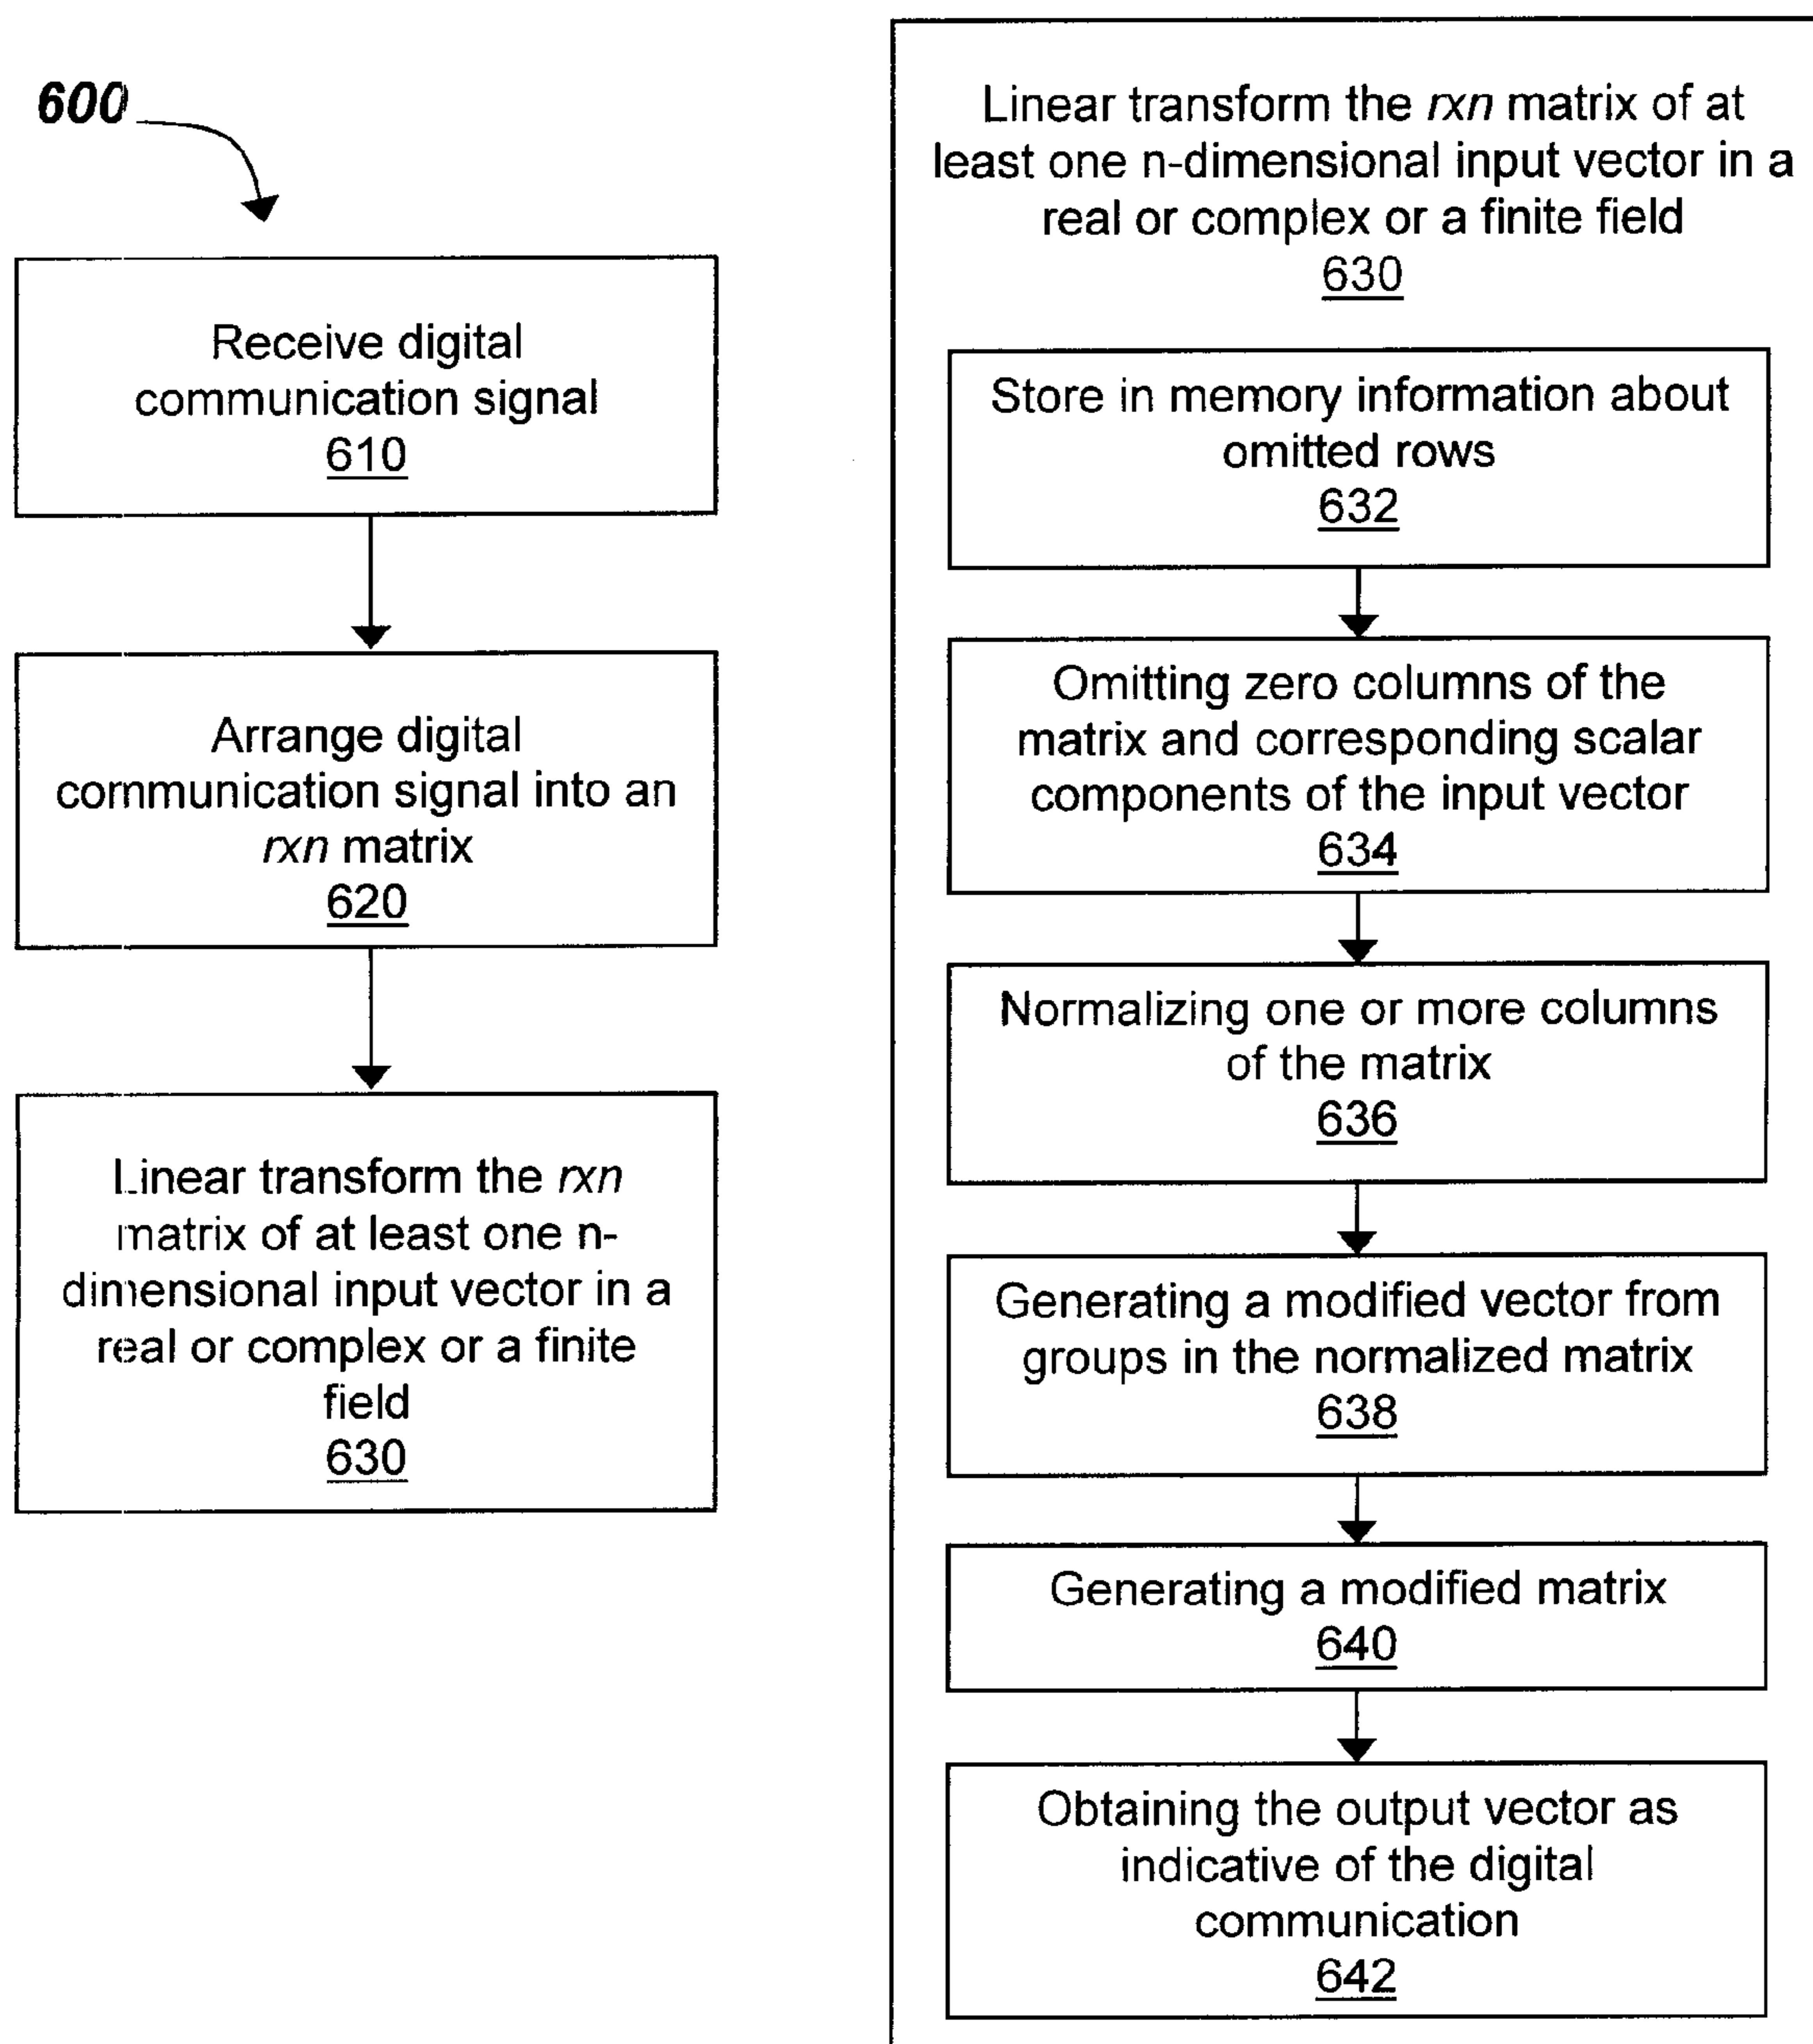 600
Receive digital
communication signal
610
Arrange digital
communication signal into an
rxn matrix
620
Linear transform the rxn
matrix of at least one n-
dimensional input vector in a
real or complex or a finite
field
630
Linear transform the rxn matrix of at
least one n-dimensional input vector in a
real or complex or a finite field
630
Store in memory information about
omitted rows
632
Omitting zero columns of the
matrix and corresponding scalar
components of the input vector
634
Normalizing one or more columns
of the matrix
636
Generating a modified vector from
groups in the normalized matrix
638
Generating a modified matrix
640
Obtaining the output vector as
indicative of the digital
communication
642